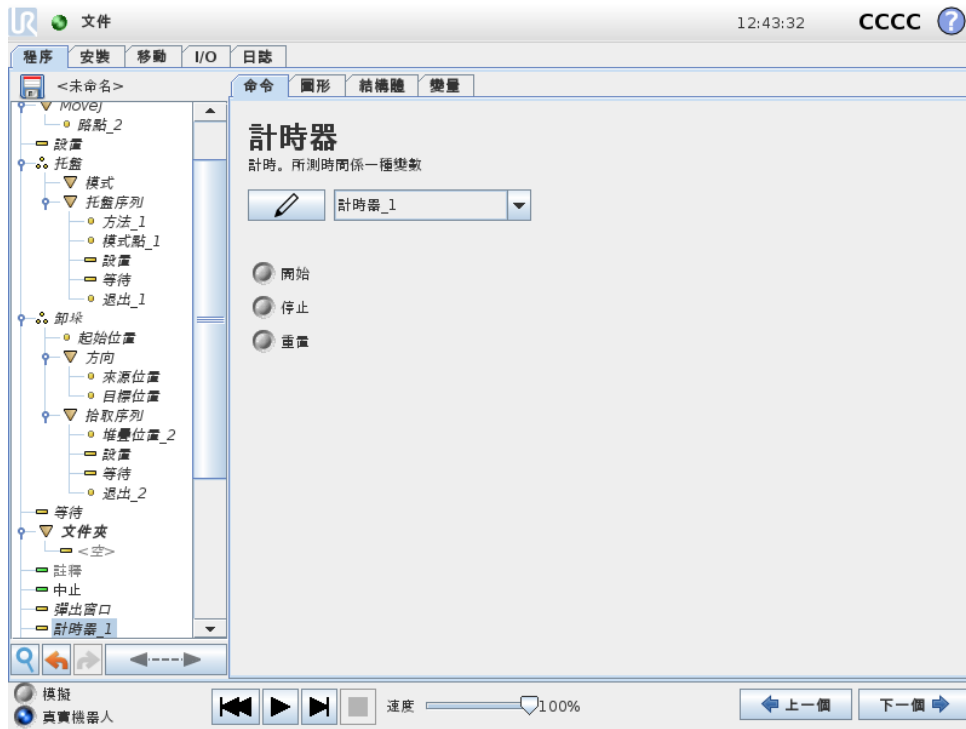 UR 文件 12:43:32 CCCC ?
程序 安裝 移動 I/O 日誌
<未命名>
命令 圖形 結構體 變量
MoveJ
路點_2
設置
托盤
模式
托盤序列
方法_1
模式點_1
設置
等待
退出_1
卸垛
起始位置
方向
來源位置
目標位置
拾取序列
堆疊位置_2
設置
等待
退出_2
等待
文件夾
<空>
註釋
中止
彈出窗口
計時器_1
計時器
計時。所測時間係一種變數
計時器_1
開始
停止
重置
模擬
真實機器人
速度 100%
上一個 下一個